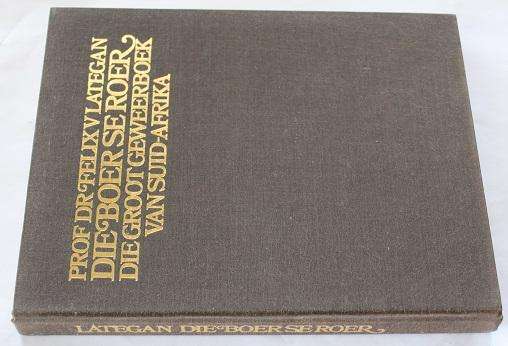 PROF DR FELIX V LATEGAN
DIE BOER SE ROER
DIE GROOT GEWEERBOEK
VAN SUID-AFRIKA
LATEGAN DIE BOER SE ROER